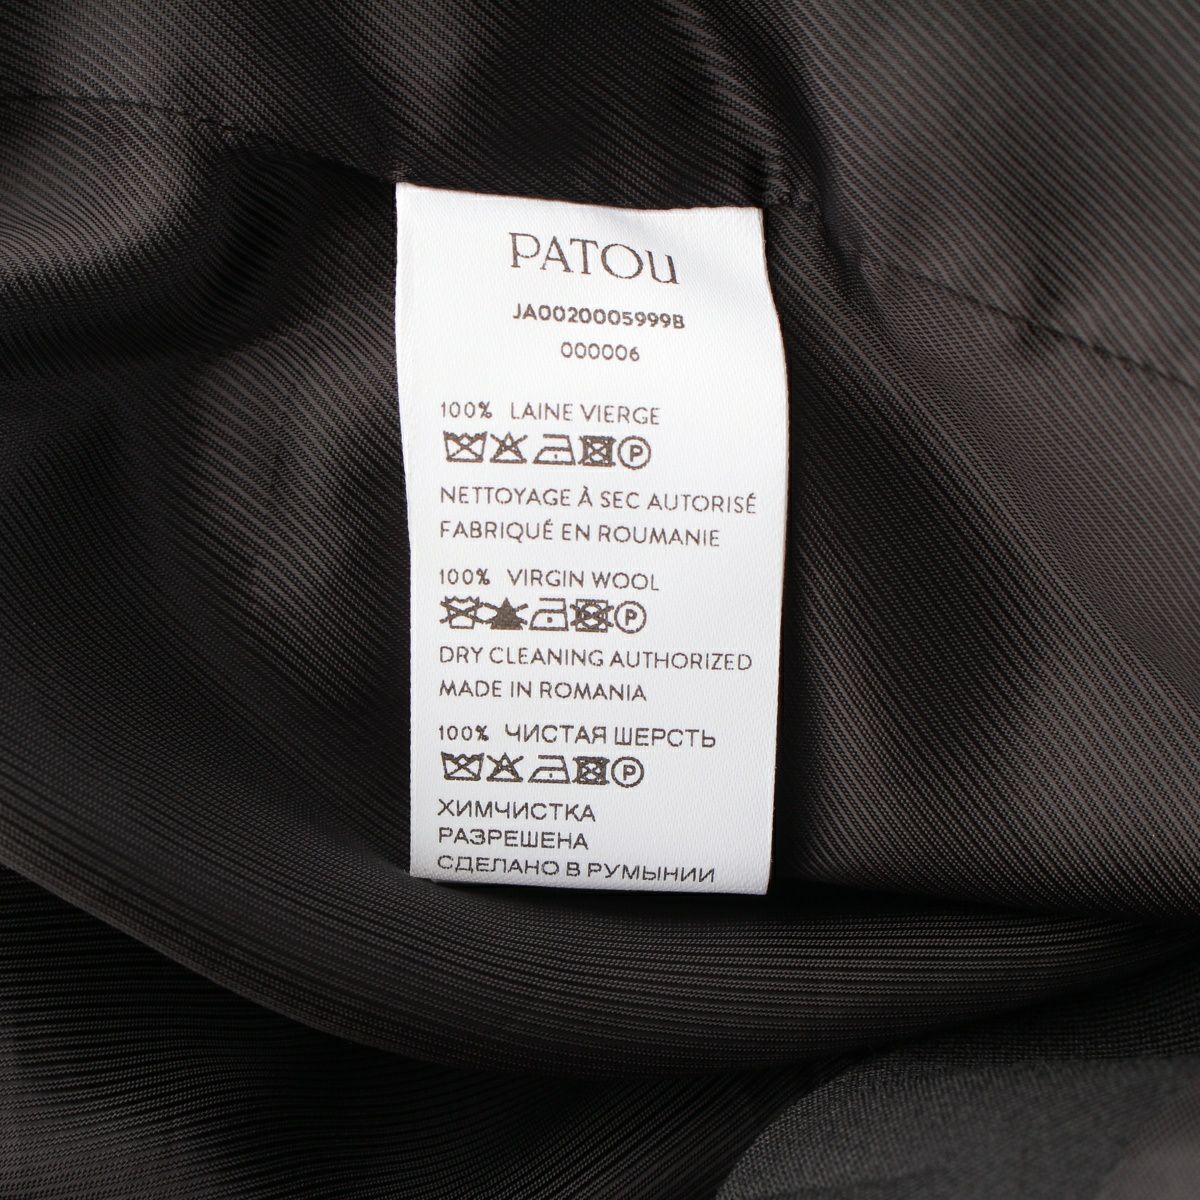 PATOU
JA0020005999B
000006
100% LAINE VIERGE
P
NETTOYAGE À SEC AUTORISÉ
FABRIQUÉ EN ROUMANIE
100% VIRGIN WOOL
P
DRY CLEANING AUTHORIZED
MADE IN ROMANIA
100% ЧИСТАЯ ШЕРСТЬ
P
ХИМЧИСТКА
РАЗРЕШЕНА
СДЕЛАНО В РУМЫНИИ